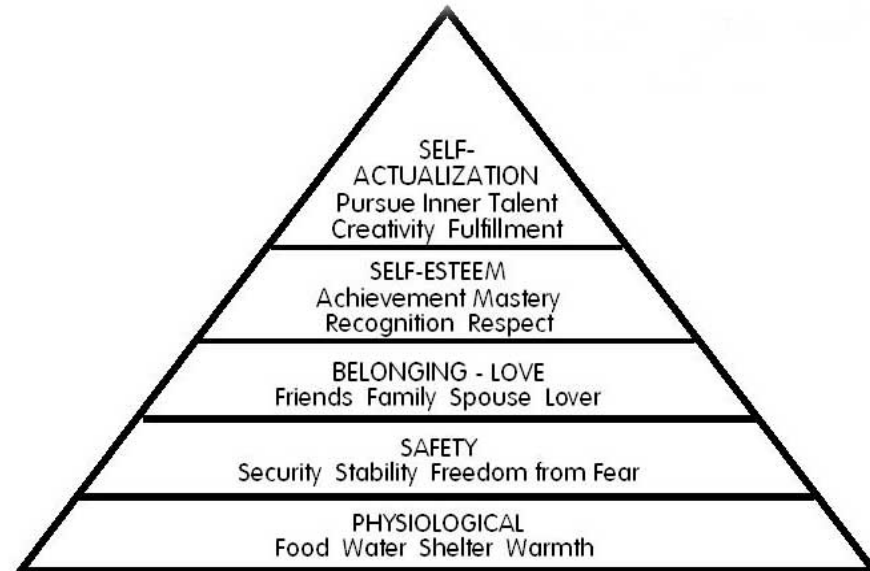 SELF-
ACTUALIZATION
Pursue Inner Talent
Creativity Fulfillment
SELF-ESTEEM
Achievement Mastery
Recognition Respect
BELONGING - LOVE
Friends Family Spouse Lover
SAFETY
Security Stability Freedom from Fear
PHYSIOLOGICAL
Food Water Shelter Warmth